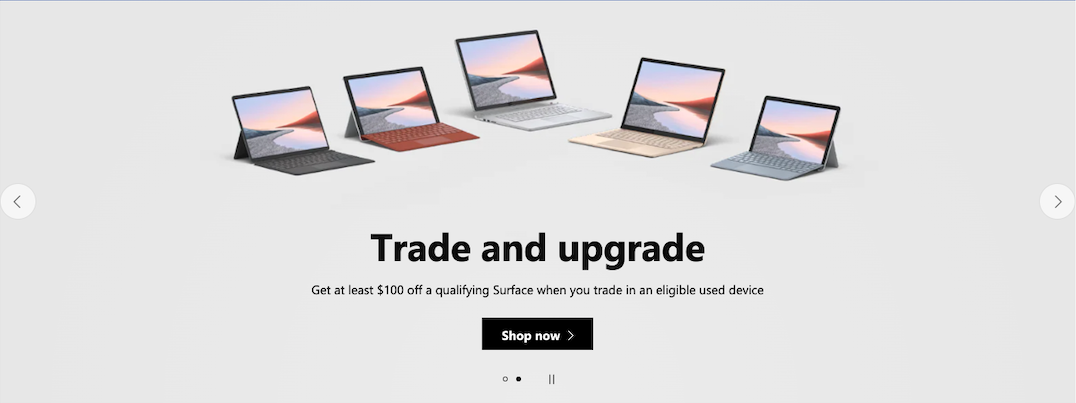 Trade and upgrade
Get at least $100 off a qualifying Surface when you trade in an eligible used device
Shop now